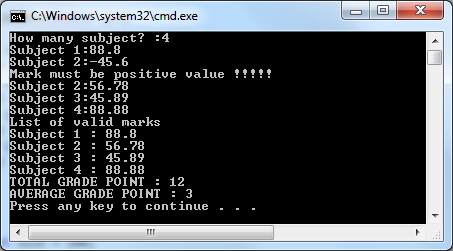 C:\Windows\system32\cmd.exe
How many subject? :4
Subject 1:88.8
Subject 2:-45.6
Mark must be positive value !!!!!
Subject 2:56.78
Subject 3:45.89
Subject 4:88.88
List of valid marks
Subject 1 : 88.8
Subject 2 : 56.78
Subject 3 : 45.89
Subject 4 : 88.88
TOTAL GRADE POINT : 12
AVERAGE GRADE POINT : 3
Press any key to continue . . .